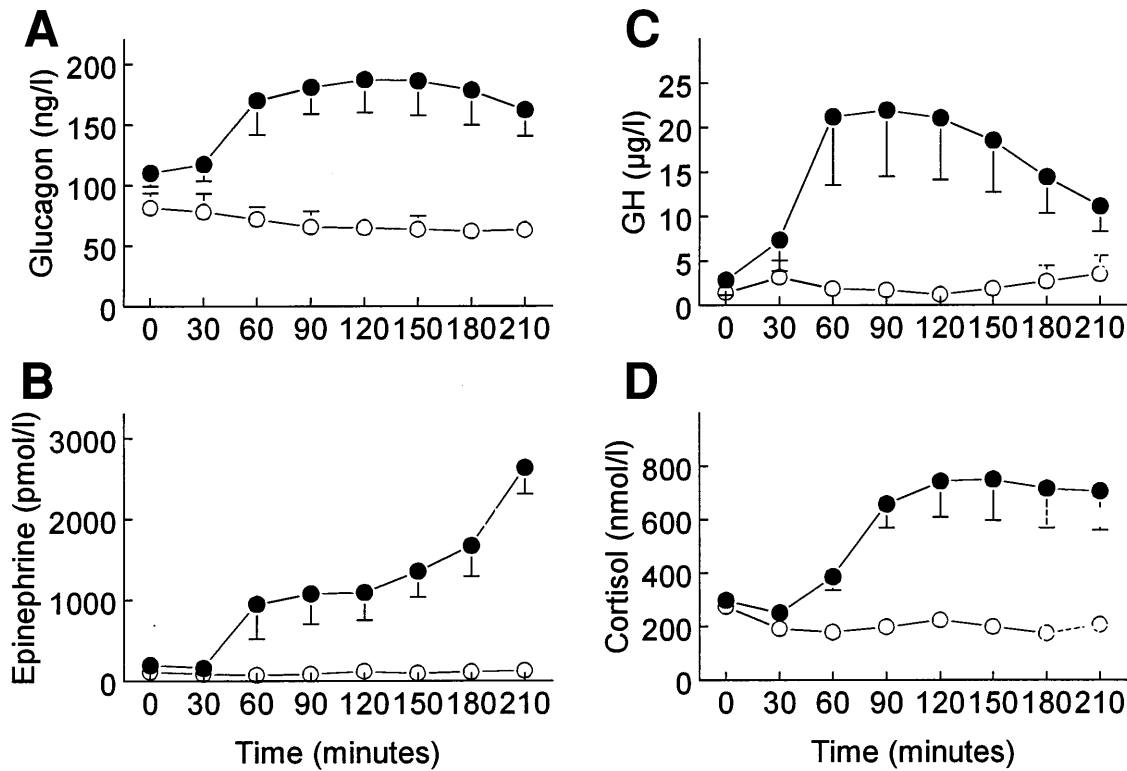 A
Glucagon (ng/l)
200
150
100
50
0
0 30 60 90 120 150 180 210
C
GH (µg/l)
25
20
15
10
5
0
0 30 60 90 120 150 180 210
B
Epinephrine (pmol/l)
3000
2000
1000
0
0 30 60 90 120 150 180 210
Time (minutes)
D
Cortisol (nmol/l)
800
600
400
200
0
0 30 60 90 120 150 180 210
Time (minutes)